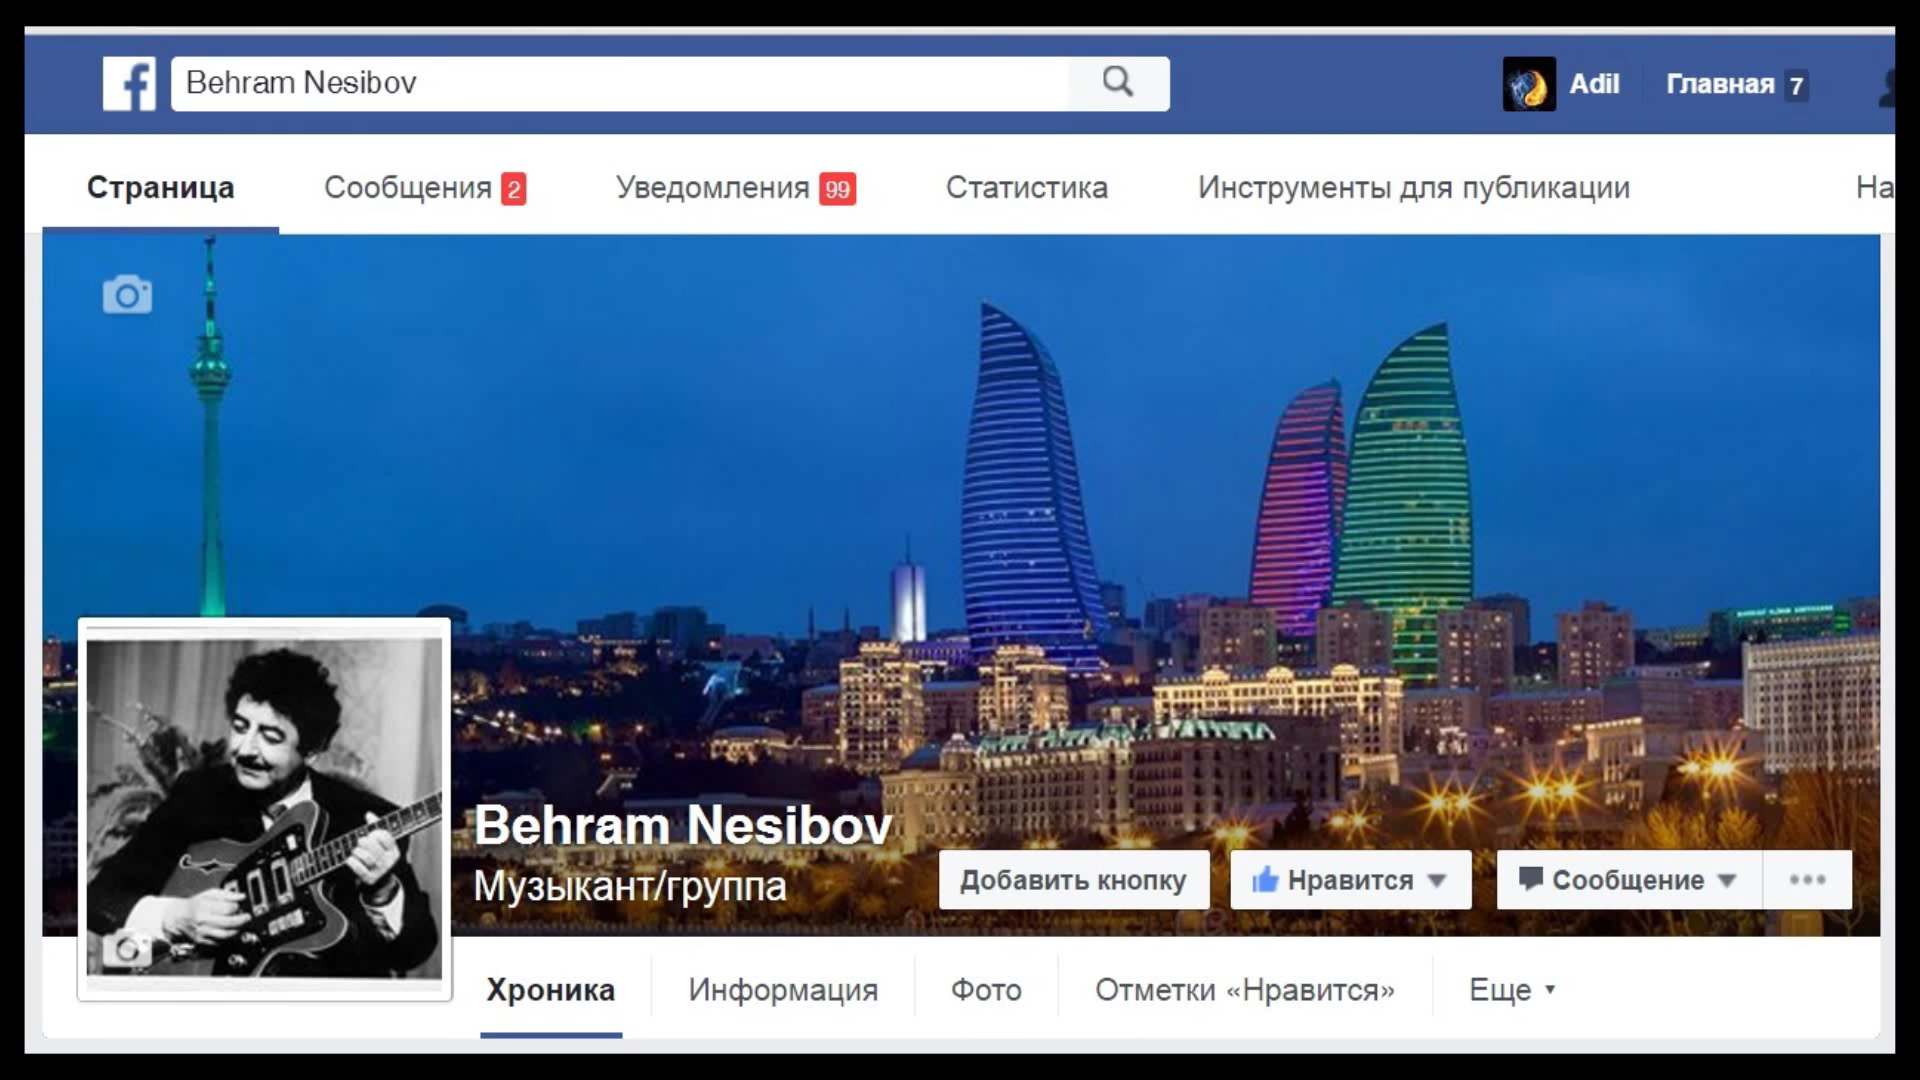 Behram Nesibov
Adil
Главная 7
Страница
Сообщения 2
Уведомления 99
Статистика
Инструменты для публикации
На
Behram Nesibov
Музыкант/группа
Добавить кнопку
Нравится
Сообщение
Хроника
Информация
Фото
Отметки «Нравится»
Еще